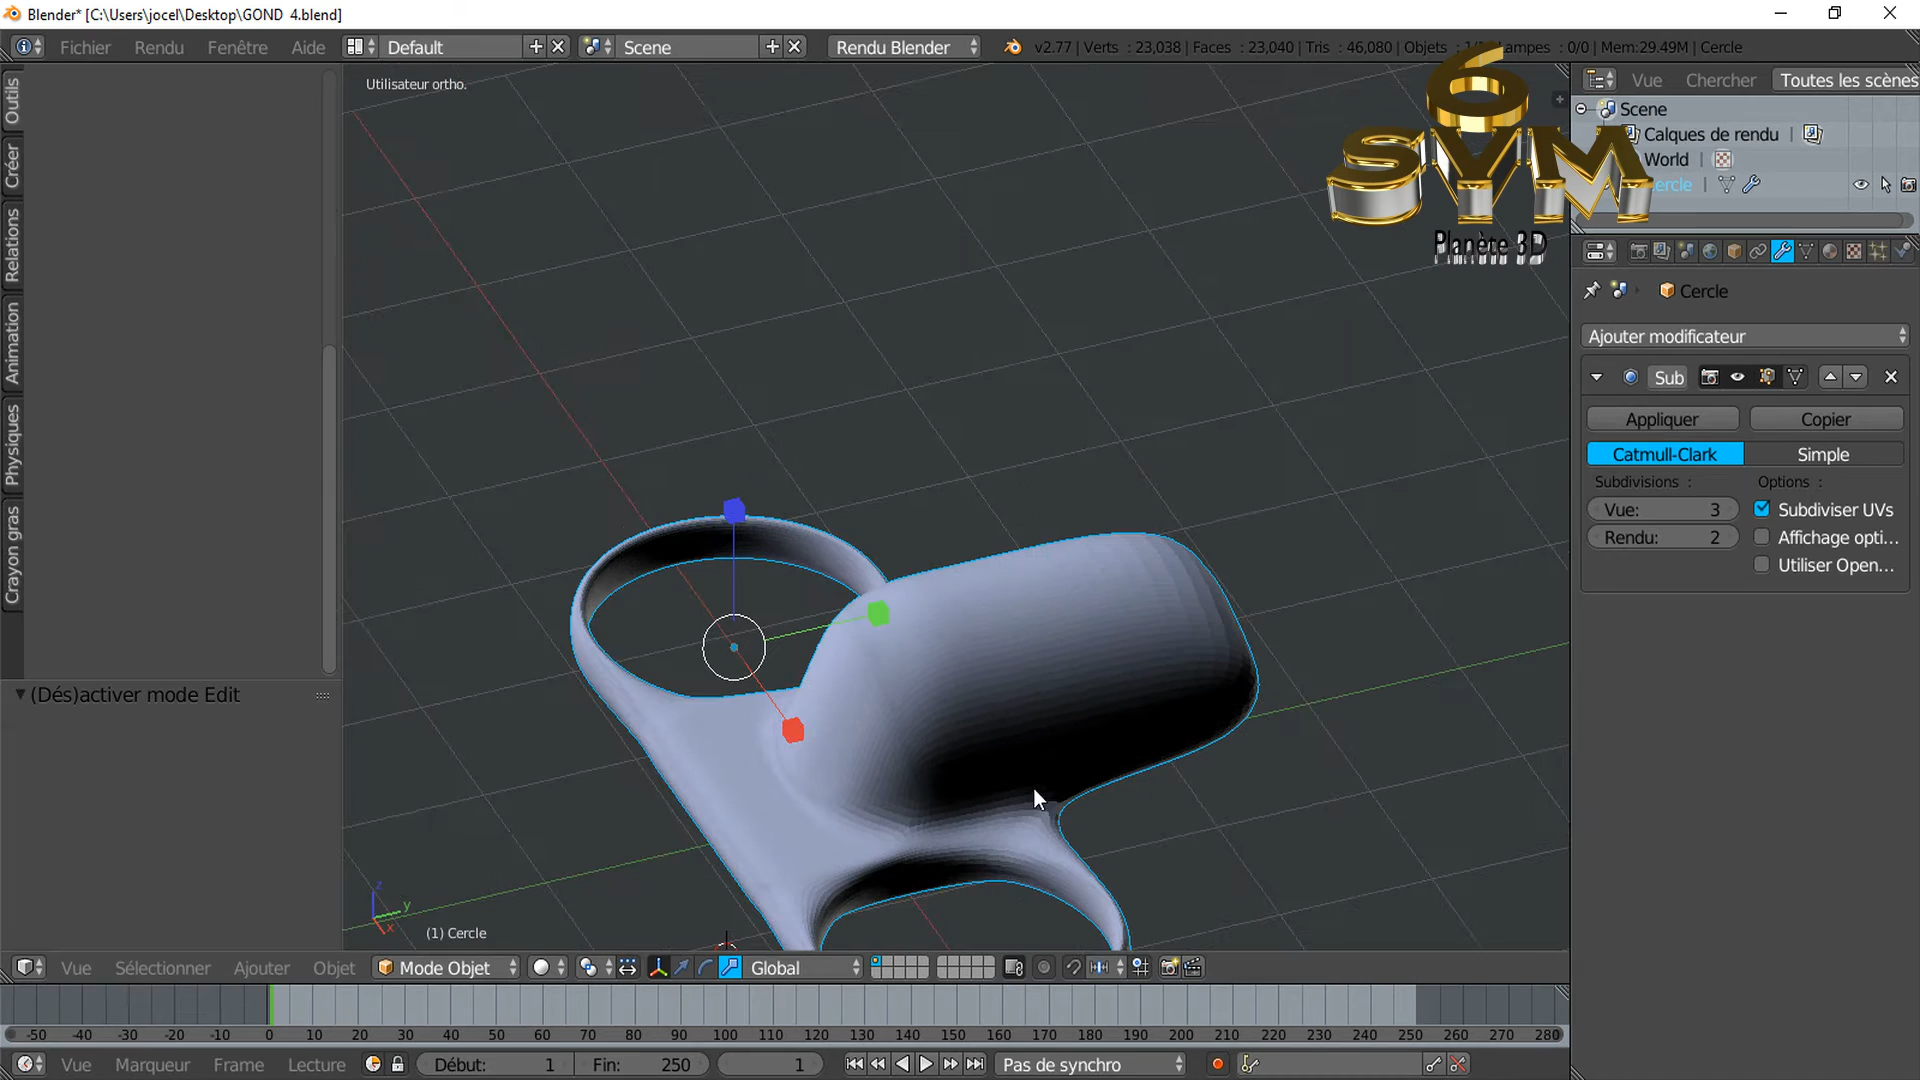 Blender* [C:\Users\jocel\Desktop\GOND 4.blend]
Fichier Rendu Fenêtre Aide Default Scene Rendu Blender v2.77 | Verts : 23,038 | Faces : 23,040 | Tris : 46,080 | Objets : Lampes : 0/0 | Mem:29.49M | Cercle
Utilisateur ortho.
Vue Chercher Toutes les scènes
Scene
Calques de rendu
World
ercle
6
SYM
Planète 3D
Cercle
Ajouter modificateur
Sub
Appliquer Copier
Catmull-Clark Simple
Subdivisions : Options :
Vue: 3 Subdiviser UVs
Rendu: 2 Affichage opti...
Utiliser Open...
Outils
Créer
Relations
Animation
Physiques
Crayon gras
(Dés)activer mode Edit
z
y
x
(1) Cercle
Vue Sélectionner Ajouter Objet Mode Objet Global
-50 -40 -30 -20 -10 0 10 20 30 40 50 60 70 80 90 100 110 120 130 140 150 160 170 180 190 200 210 220 230 240 250 260 270 280
Vue Marqueur Frame Lecture Début: 1 Fin: 250 1 Pas de synchro